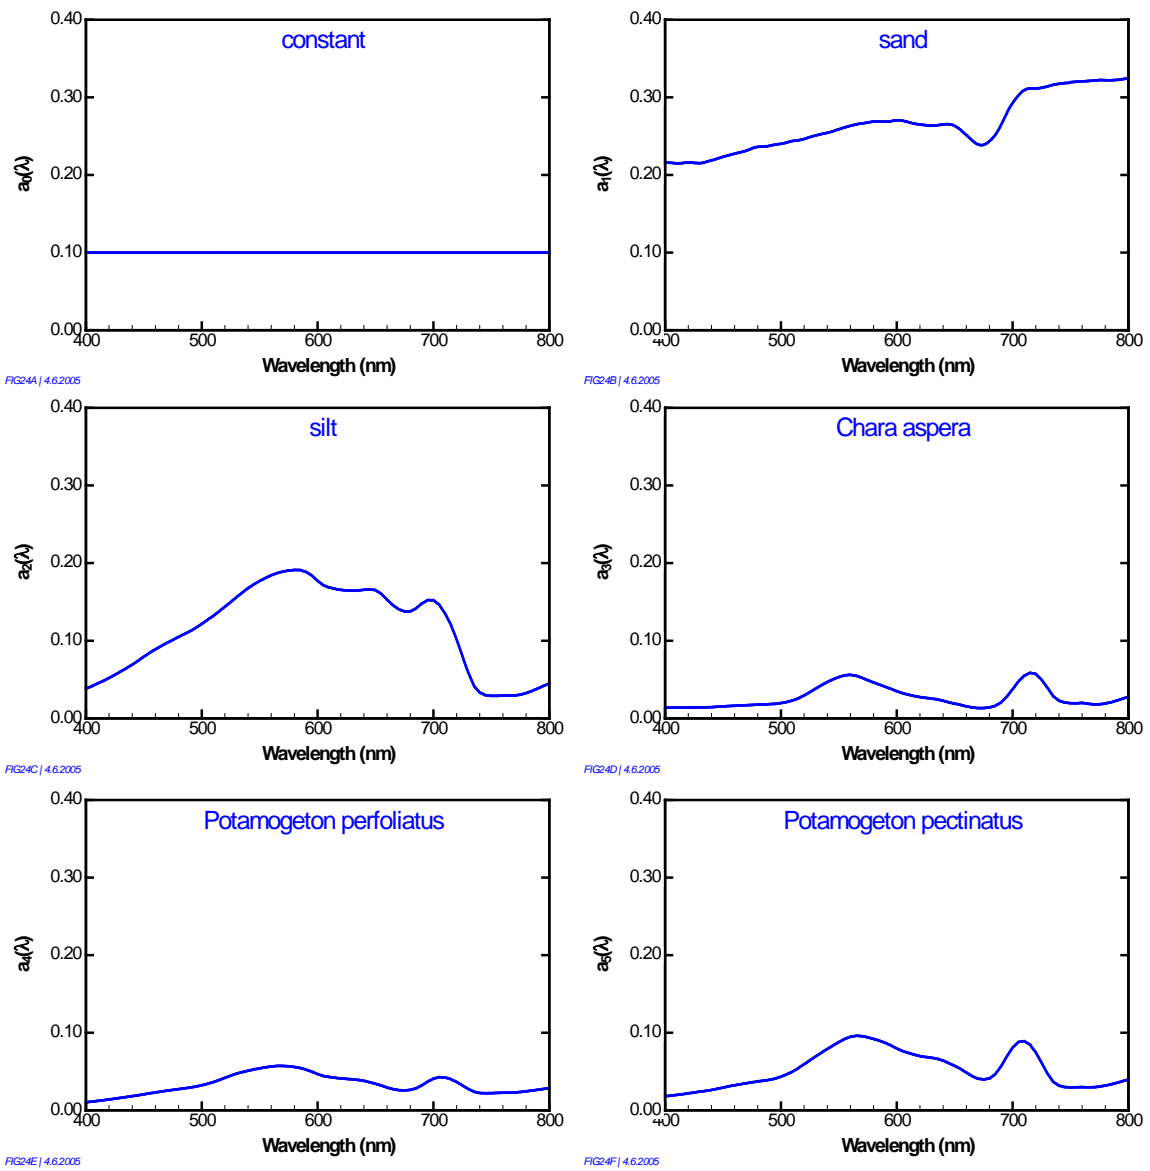 0.40
constant
0.30
a0(λ)
0.20
0.10
0.00
400 500 600 700 800
Wavelength (nm)
FIG24A | 4.6.2005
0.40
sand
0.30
a1(λ)
0.20
0.10
0.00
400 500 600 700 800
Wavelength (nm)
FIG24B | 4.6.2005
0.40
silt
0.30
a2(λ)
0.20
0.10
0.00
400 500 600 700 800
Wavelength (nm)
FIG24C | 4.6.2005
0.40
Chara aspera
0.30
a3(λ)
0.20
0.10
0.00
400 500 600 700 800
Wavelength (nm)
FIG24D | 4.6.2005
0.40
Potamogeton perfoliatus
0.30
a4(λ)
0.20
0.10
0.00
400 500 600 700 800
Wavelength (nm)
FIG24E | 4.6.2005
0.40
Potamogeton pectinatus
0.30
a5(λ)
0.20
0.10
0.00
400 500 600 700 800
Wavelength (nm)
FIG24F | 4.6.2005